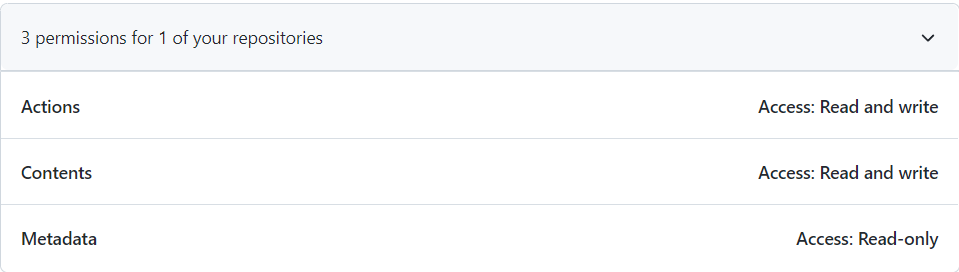 3 permissions for 1 of your repositories
Actions Access: Read and write
Contents Access: Read and write
Metadata Access: Read-only